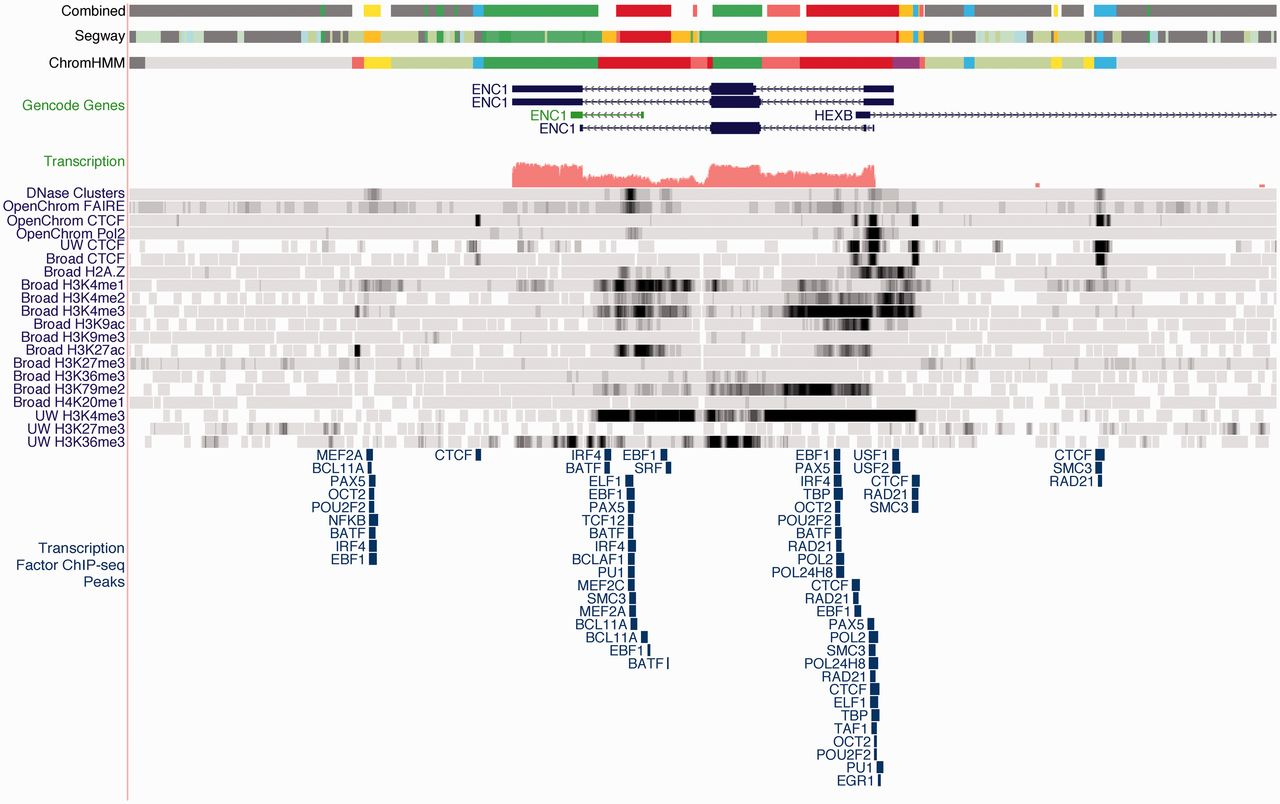 Combined
Segway
ChromHMM
ENC1
Gencode Genes
ENC1
ENC1
HEXB
ENC1
Transcription
DNase Clusters
OpenChrom FAIRE
OpenChrom CTCF
OpenChrom Pol2
UW CTCF
Broad CTCF
Broad H2A.Z
Broad H3K4me1
Broad H3K4me2
Broad H3K4me3
Broad H3K9ac
Broad H3K9me3
Broad H3K27ac
Broad H3K27me3
Broad H3K36me3
Broad H3K79me2
Broad H4K20me1
UW H3K4me3
UW H3K27me3
UW H3K36me3
MEF2A CTCF IRF4 EBF1 EBF1 USF1 CTCF
BCL11A BATF SRF PAX5 USF2 SMC3
PAX5 ELF1 IRF4 CTCF RAD21
OCT2 EBF1 TBP RAD21
POU2F2 PAX5 OCT2 SMC3
NFKB TCF12 POU2F2
BATF BATF BATF
IRF4 IRF4 RAD21
EBF1 BCLAF1 POL2
PU1 POL24H8
MEF2C CTCF
SMC3 RAD21
MEF2A EBF1
BCL11A PAX5
BCL11A POL2
EBF1 SMC3
BATF POL24H8
RAD21
CTCF
ELF1
TBP
TAF1
OCT2
POU2F2
PU1
EGR1
Transcription
Factor ChIP-seq
Peaks